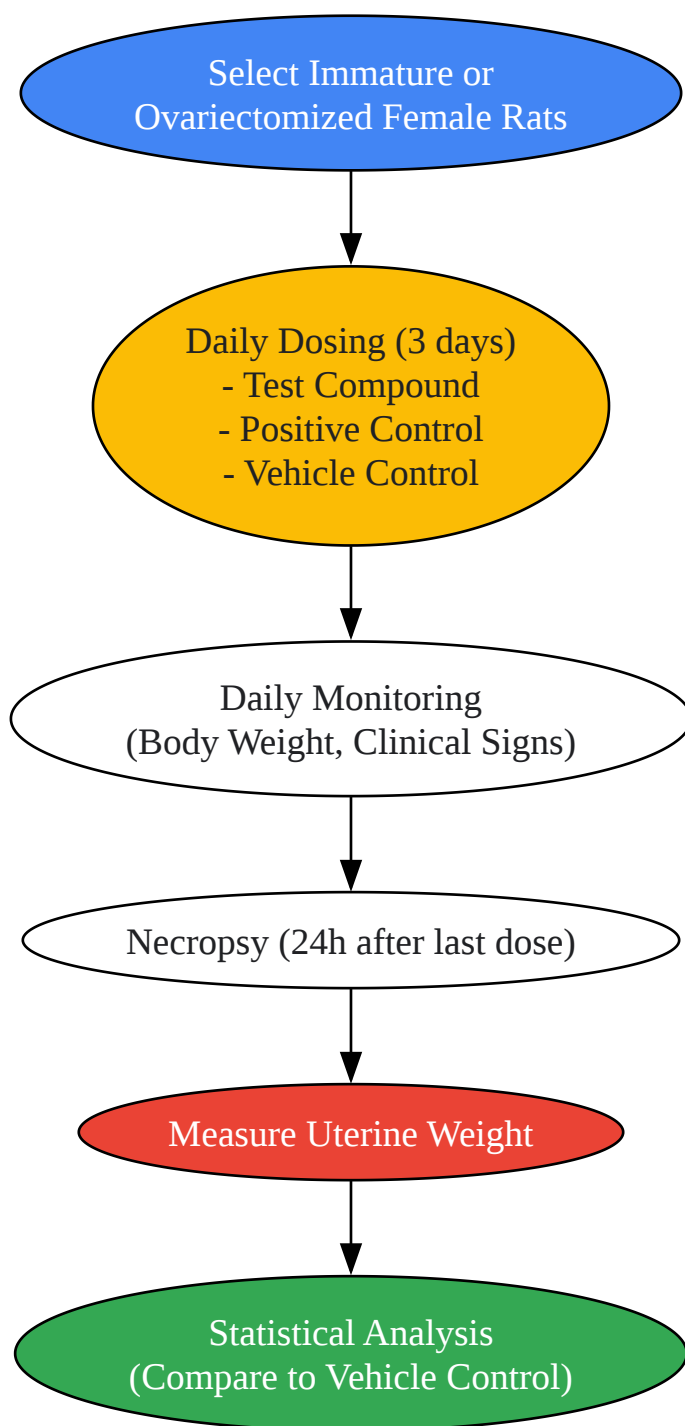 Select Immature or
Ovariectomized Female Rats
Daily Dosing (3 days)
- Test Compound
- Positive Control
- Vehicle Control
Daily Monitoring
(Body Weight, Clinical Signs)
Necropsy (24h after last dose)
Measure Uterine Weight
Statistical Analysis
(Compare to Vehicle Control)